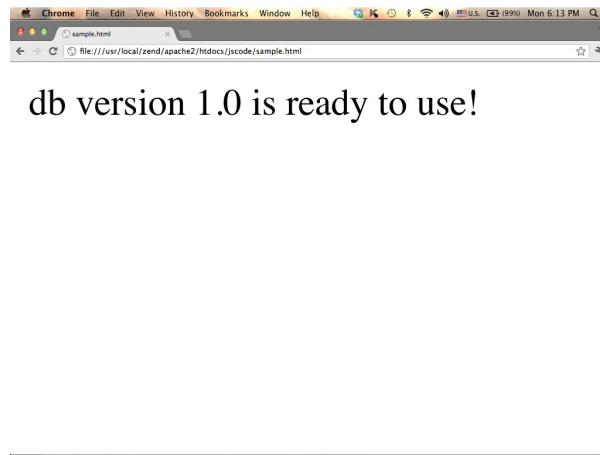 Chrome File Edit View History Bookmarks Window Help U.S. (99%) Mon 6:13 PM
sample.html
file:///usr/local/zend/apache2/htdocs/jscode/sample.html
db version 1.0 is ready to use!